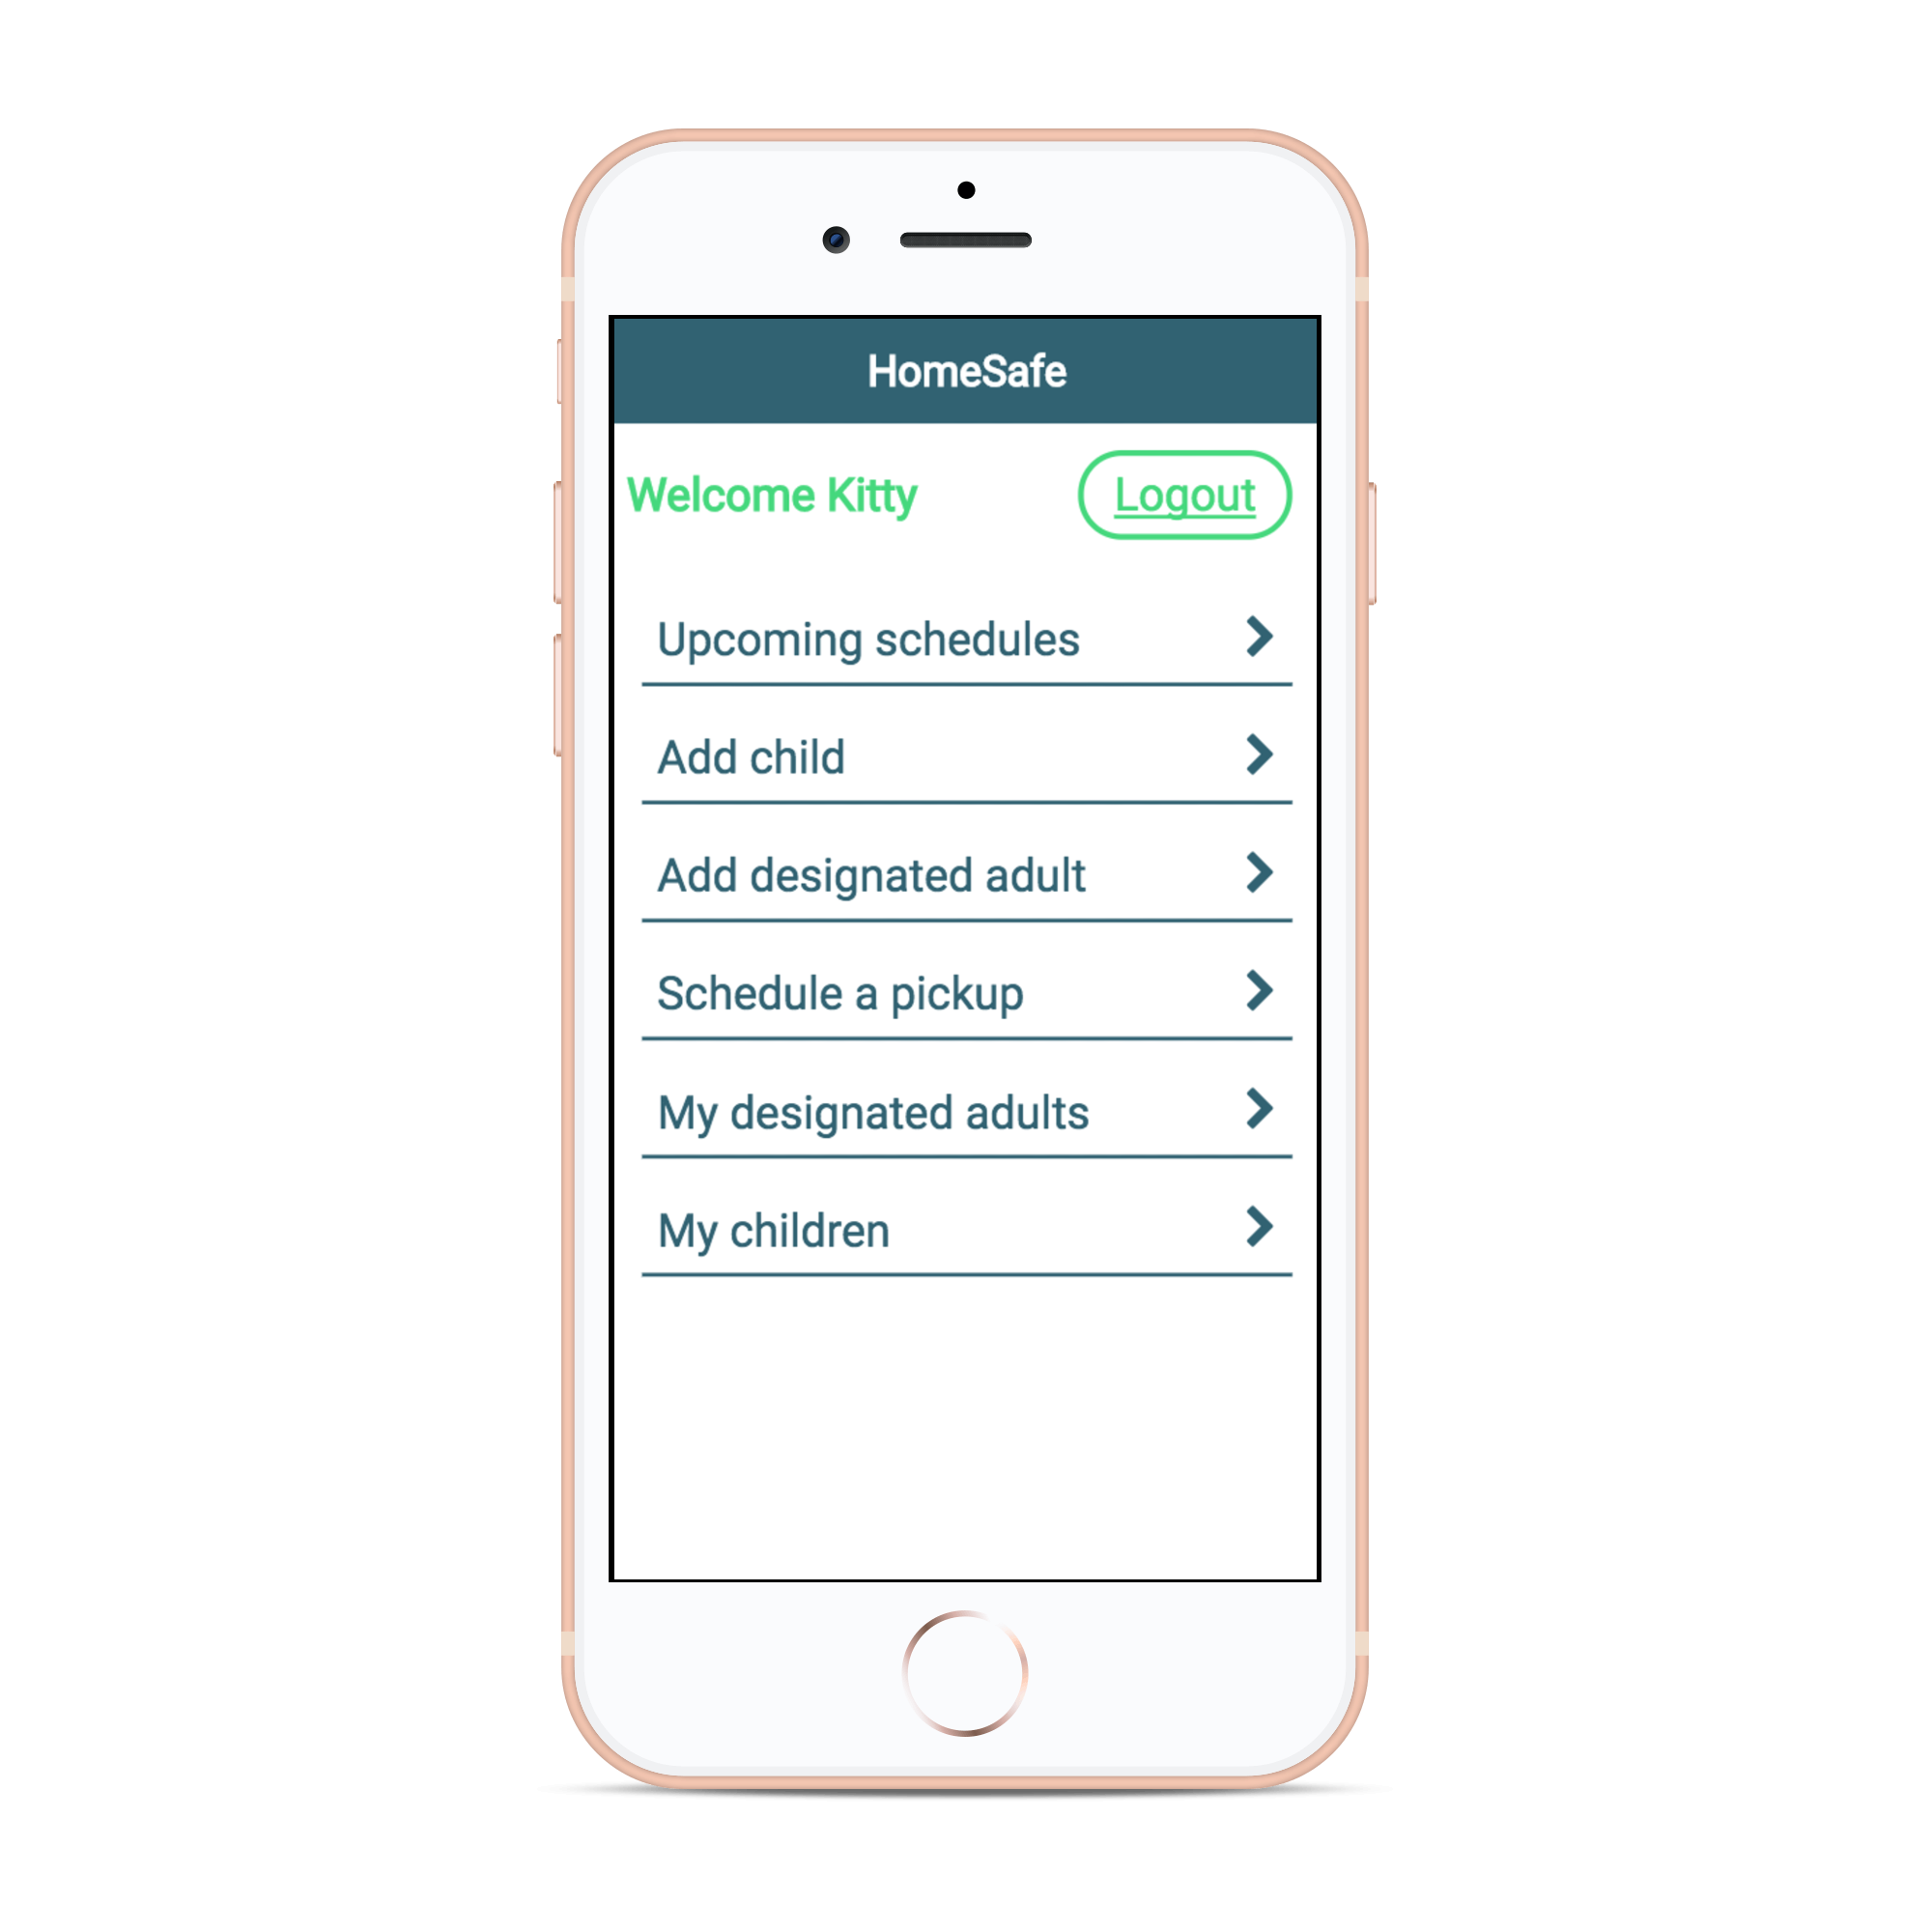 HomeSafe
Welcome Kitty
Logout
Upcoming schedules
Add child
Add designated adult
Schedule a pickup
My designated adults
My children